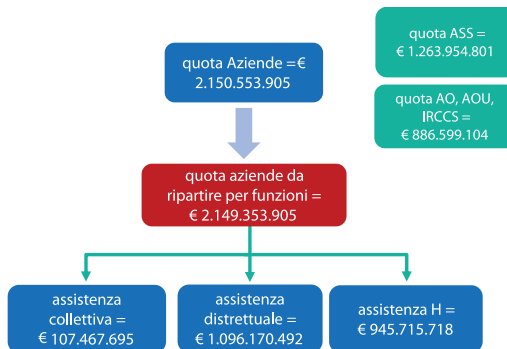 quota Aziende =€
2.150.553.905
quota ASS =
€ 1.263.954.801
quota AO, AOU,
IRCCS =
€ 886.599.104
quota aziende da
ripartire per funzioni =
€ 2.149.353.905
assistenza
collettiva =
€ 107.467.695
assistenza
distrettuale =
€ 1.096.170.492
assistenza H =
€ 945.715.718